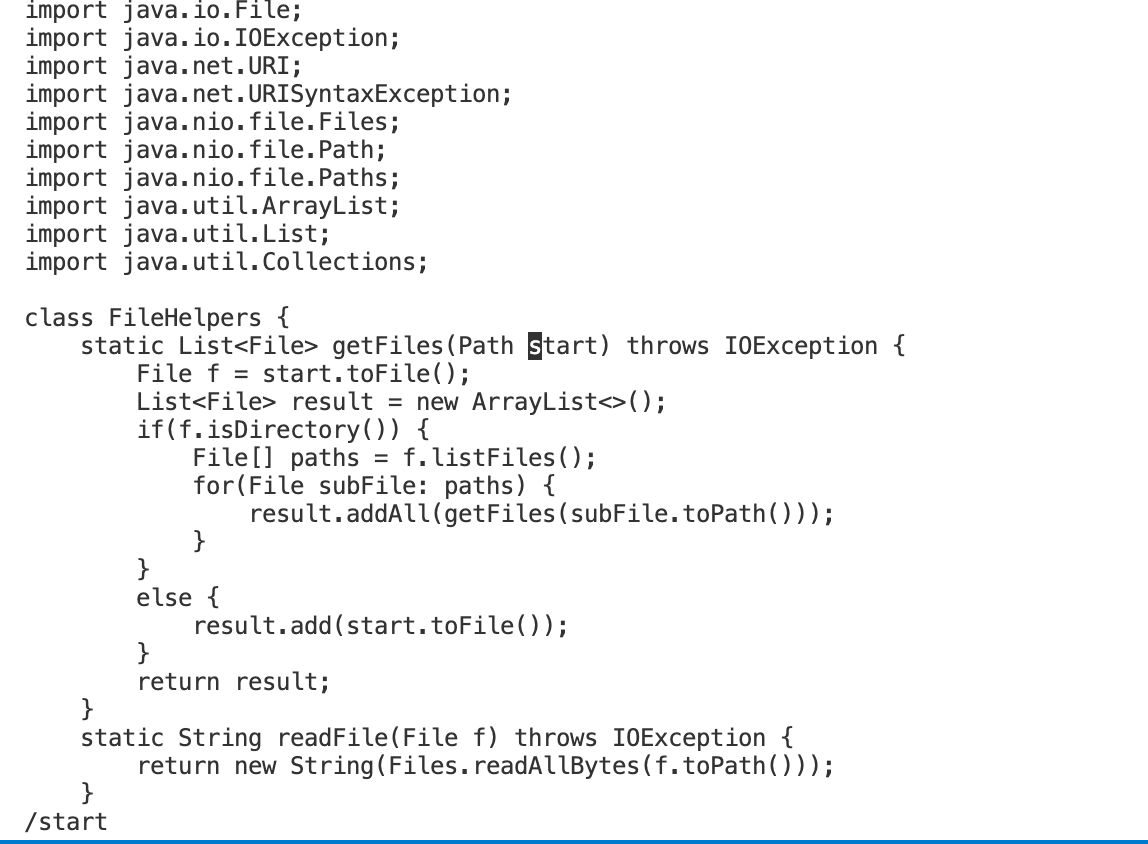 import java.io.File;
import java.io.IOException;
import java.net.URI;
import java.net.URISyntaxException;
import java.nio.file.Files;
import java.nio.file.Path;
import java.nio.file.Paths;
import java.util.ArrayList;
import java.util.List;
import java.util.Collections;

class FileHelpers {
    static List<File> getFiles(Path start) throws IOException {
        File f = start.toFile();
        List<File> result = new ArrayList<>();
        if(f.isDirectory()) {
            File[] paths = f.listFiles();
            for(File subFile: paths) {
                result.addAll(getFiles(subFile.toPath()));
            }
        }
        else {
            result.add(start.toFile());
        }
        return result;
    }
    static String readFile(File f) throws IOException {
        return new String(Files.readAllBytes(f.toPath()));
    }
/start